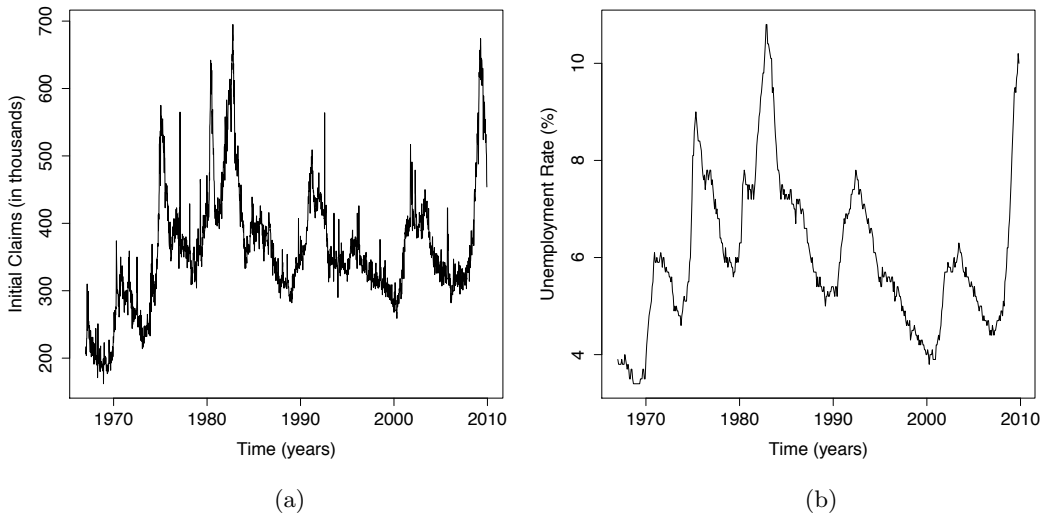 Initial Claims (in thousands)
700
600
500
400
300
200
1970 1980 1990 2000 2010
Time (years)
(a)
Unemployment Rate (%)
10
8
6
4
1970 1980 1990 2000 2010
Time (years)
(b)